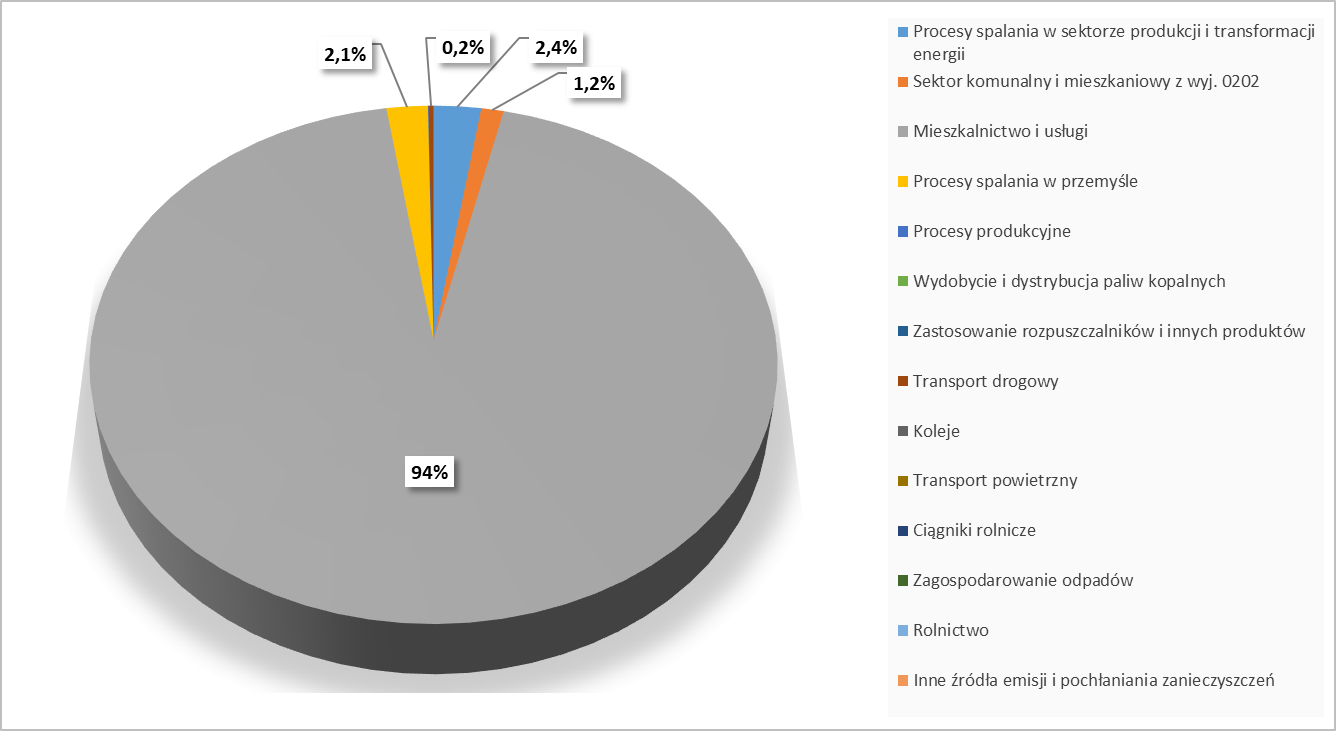 2,1%
0,2%
2,4%
1,2%
94%
Procesy spalania w sektorze produkcji i transformacji
energii
Sektor komunalny i mieszkaniowy z wyj. 0202
Mieszkalnictwo i usługi
Procesy spalania w przemyśle
Procesy produkcyjne
Wydobycie i dystrybucja paliw kopalnych
Zastosowanie rozpuszczalników i innych produktów
Transport drogowy
Koleje
Transport powietrzny
Ciągniki rolnicze
Zagospodarowanie odpadów
Rolnictwo
Inne źródła emisji i pochłaniania zanieczyszczeń